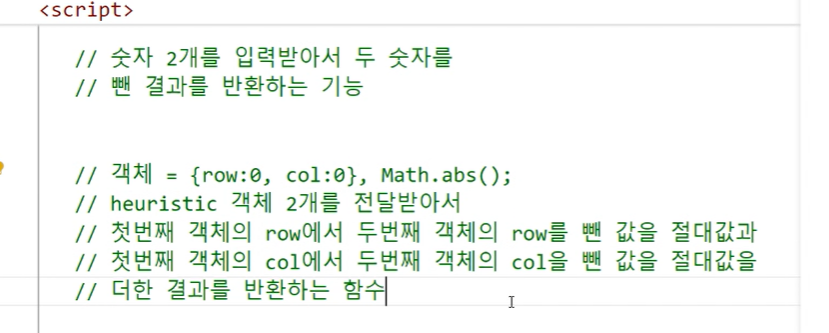 <script>
// 숫자 2개를 입력받아서 두 숫자를
// 뺀 결과를 반환하는 기능
// 객체 = {row:0, col:0}, Math.abs();
// heuristic 객체 2개를 전달받아서
// 첫번째 객체의 row에서 두번째 객체의 row를 뺀 값을 절대값과
// 첫번째 객체의 col에서 두번째 객체의 col을 뺀 값을 절대값을
// 더한 결과를 반환하는 함수